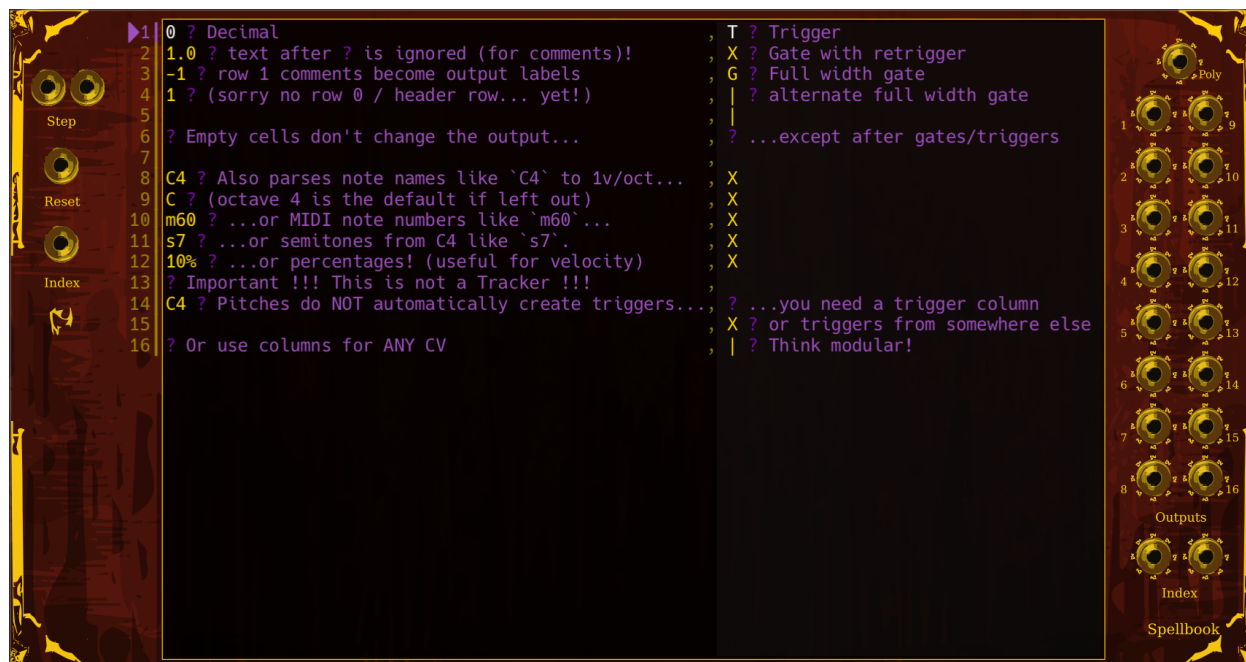 Step
Reset
Index
1 0 ? Decimal , T ? Trigger
2 1.0 ? text after ? is ignored (for comments)! , X ? Gate with retrigger
3 -1 ? row 1 comments become output labels , G ? Full width gate
4 1 ? (sorry no row 0 / header row... yet!) , | ? alternate full width gate
5 , |
6 ? Empty cells don't change the output... , ? ...except after gates/triggers
7 ,
8 C4 ? Also parses note names like `C4` to 1v/oct... , X
9 C ? (octave 4 is the default if left out) , X
10 m60 ? ...or MIDI note numbers like `m60`... , X
11 s7 ? ...or semitones from C4 like `s7`. , X
12 10% ? ...or percentages! (useful for velocity) , X
13 ? Important !!! This is not a Tracker !!! ,
14 C4 ? Pitches do NOT automatically create triggers..., ? ...you need a trigger column
15 , X ? or triggers from somewhere else
16 ? Or use columns for ANY CV , | ? Think modular!
Poly
1 9
2 10
3 11
4 12
5 13
6 14
7 15
8 16
Outputs
Index
Spellbook